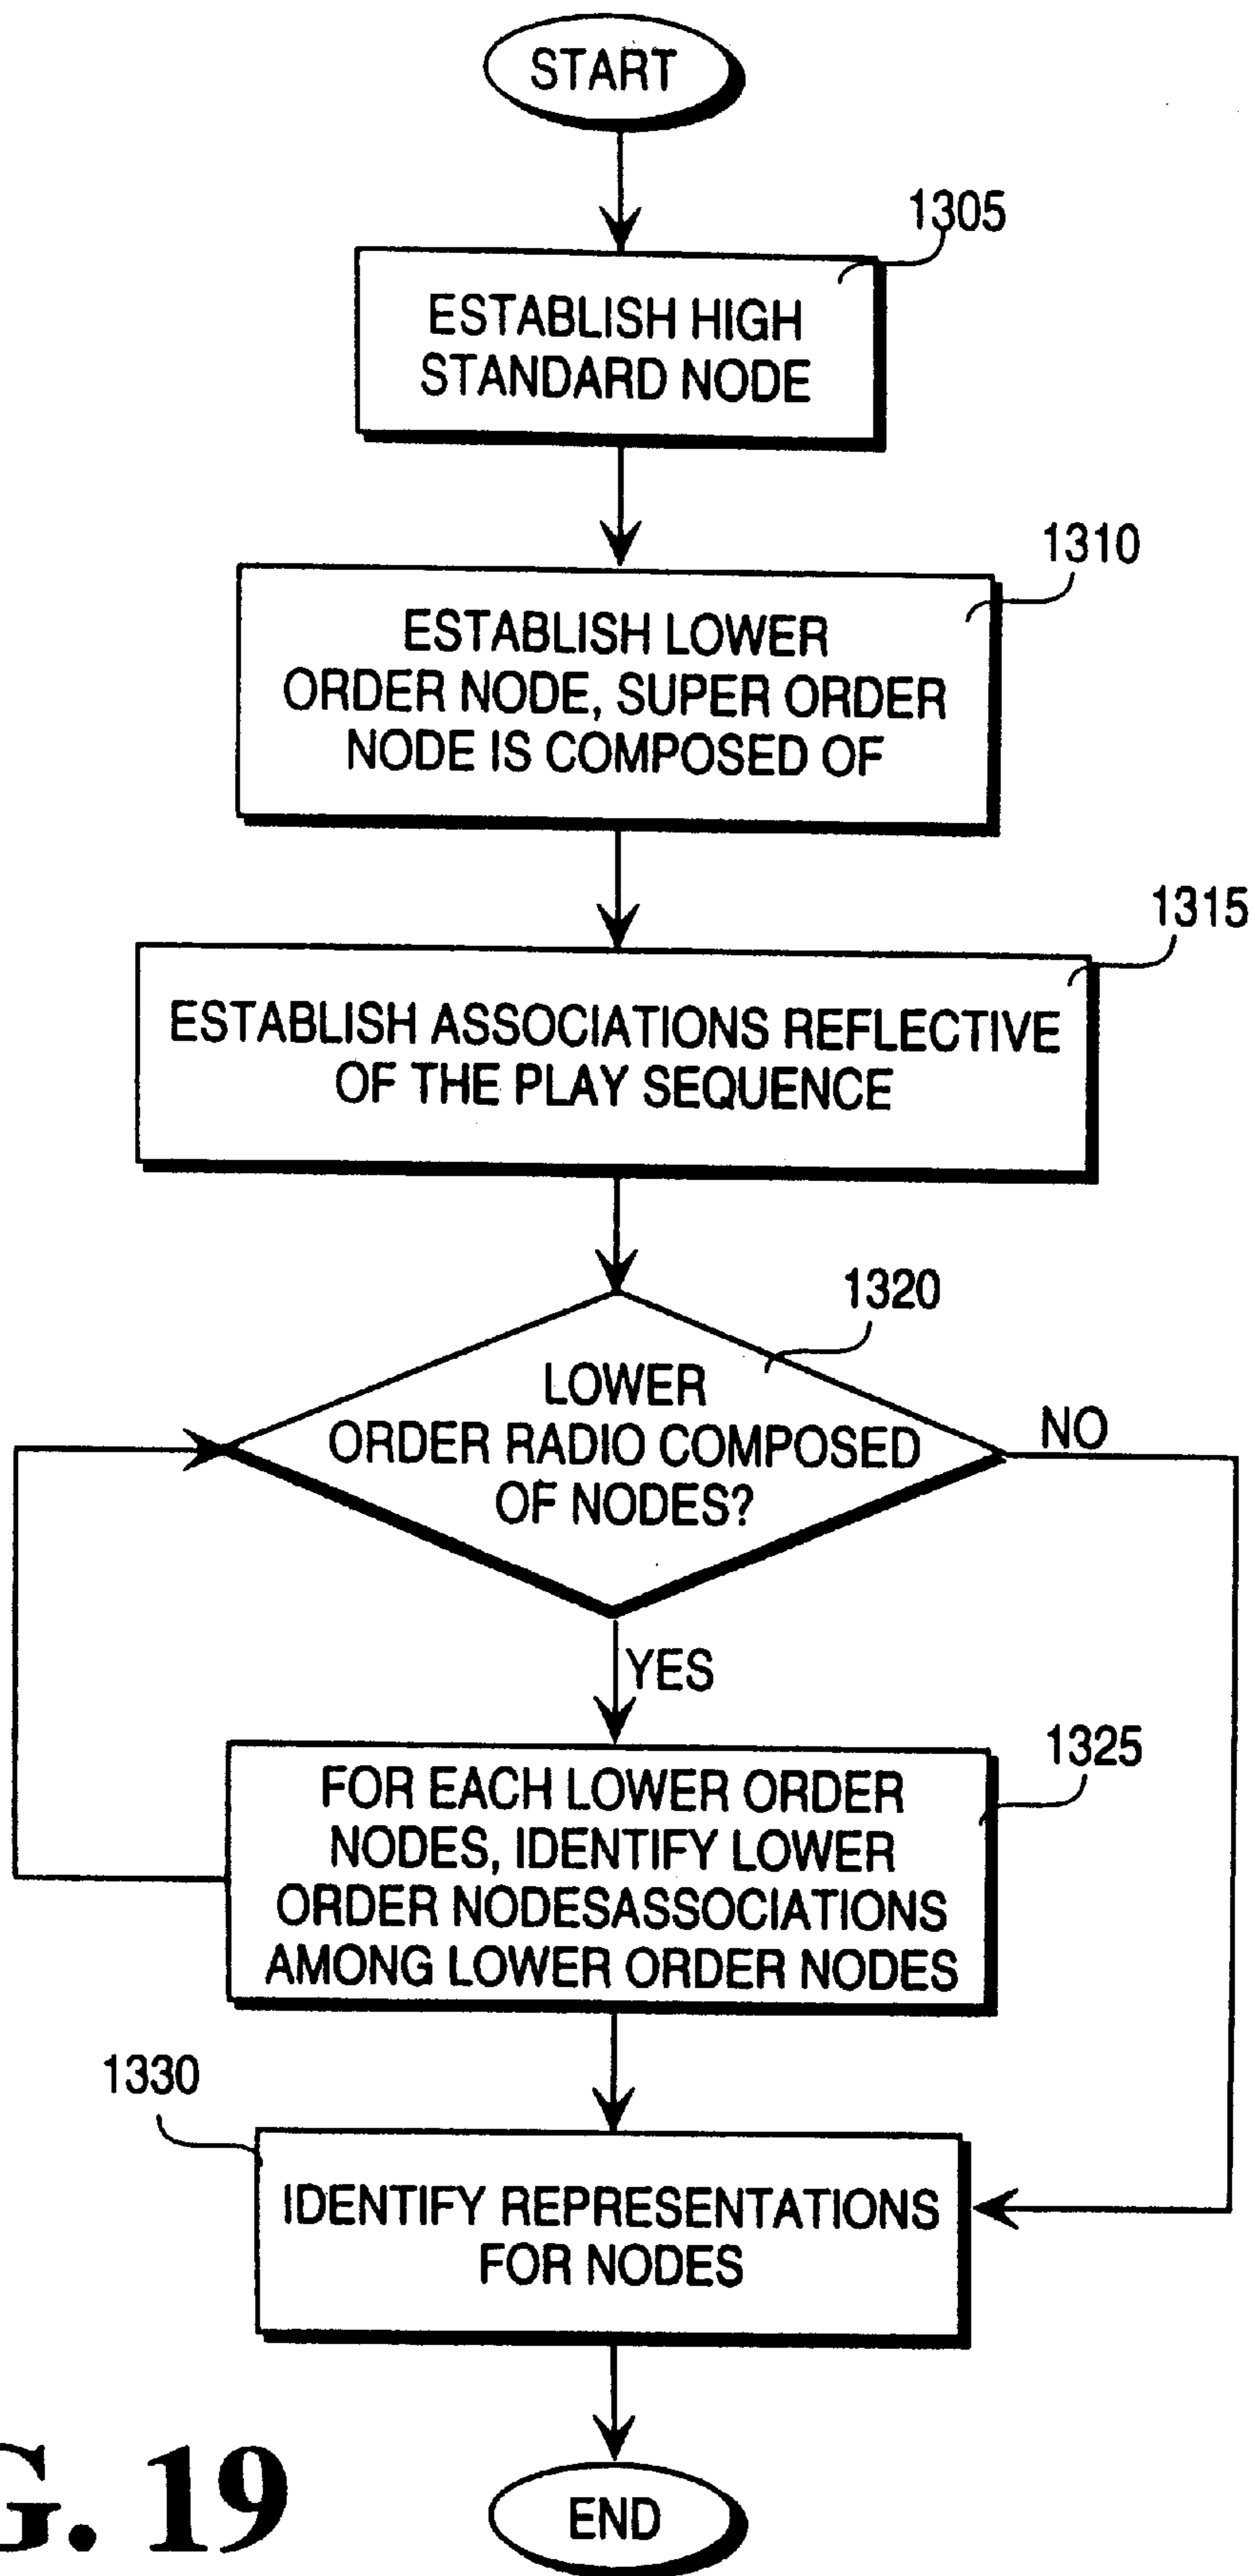 START
1305
ESTABLISH HIGH
STANDARD NODE
1310
ESTABLISH LOWER
ORDER NODE, SUPER ORDER
NODE IS COMPOSED OF
1315
ESTABLISH ASSOCIATIONS REFLECTIVE
OF THE PLAY SEQUENCE
1320
LOWER
ORDER RADIO COMPOSED
OF NODES?
NO
YES
1325
FOR EACH LOWER ORDER
NODES, IDENTIFY LOWER
ORDER NODESASSOCIATIONS
AMONG LOWER ORDER NODES
1330
IDENTIFY REPRESENTATIONS
FOR NODES
END
G. 19